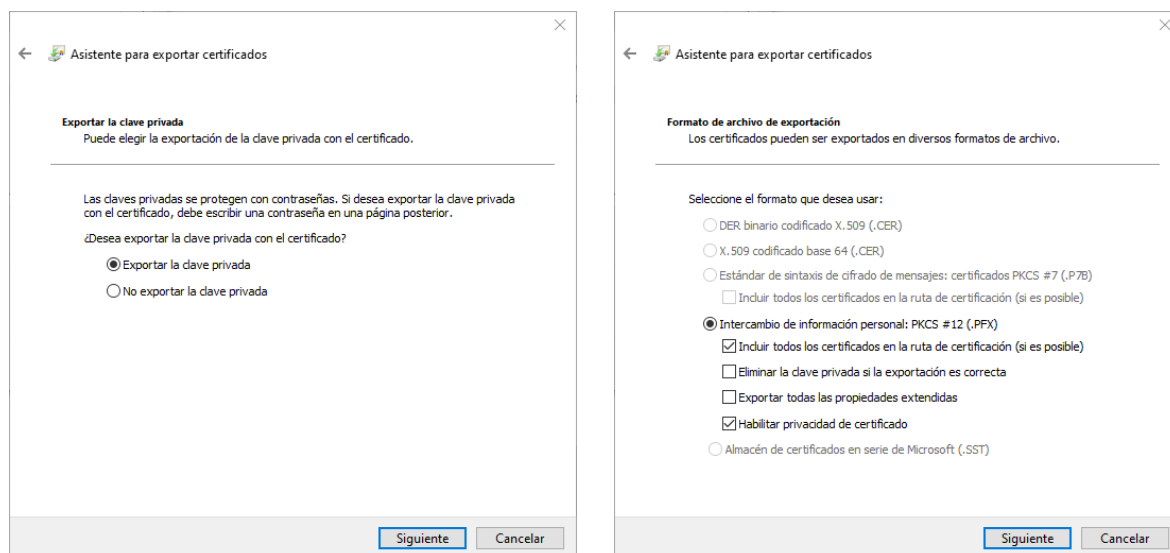 Asistente para exportar certificados
Exportar la clave privada
Puede elegir la exportación de la clave privada con el certificado.
Las claves privadas se protegen con contraseñas. Si desea exportar la clave privada
con el certificado, debe escribir una contraseña en una página posterior.
¿Desea exportar la clave privada con el certificado?
Exportar la clave privada
No exportar la clave privada
Siguiente
Cancelar
Asistente para exportar certificados
Formato de archivo de exportación
Los certificados pueden ser exportados en diversos formatos de archivo.
Seleccione el formato que desea usar:
DER binario codificado X.509 (.CER)
X.509 codificado base 64 (.CER)
Estándar de sintaxis de cifrado de mensajes: certificados PKCS #7 (.P7B)
Incluir todos los certificados en la ruta de certificación (si es posible)
Intercambio de información personal: PKCS #12 (.PFX)
Incluir todos los certificados en la ruta de certificación (si es posible)
Eliminar la clave privada si la exportación es correcta
Exportar todas las propiedades extendidas
Habilitar privacidad de certificado
Almacén de certificados en serie de Microsoft (.SST)
Siguiente
Cancelar